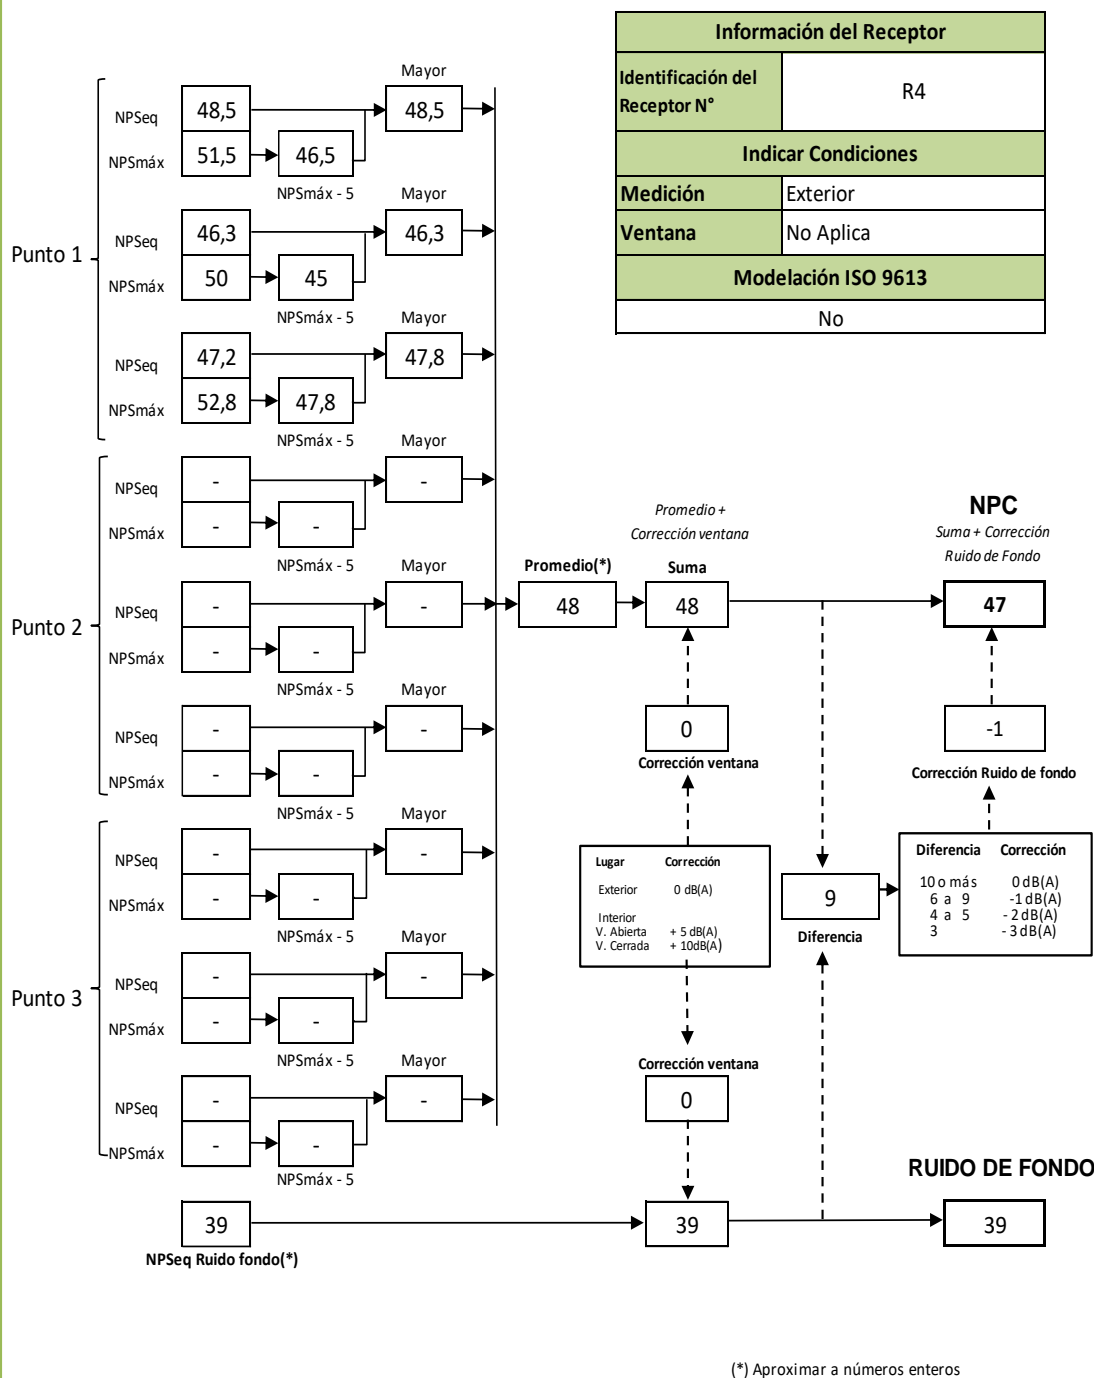 Información del Receptor
Identificación del
Receptor N°
R4
Indicar Condiciones
Medición Exterior
Ventana No Aplica
Modelación ISO 9613
No
Punto 1
Mayor
NPSeq 48,5 48,5
NPSmáx 51,5 46,5
NPSmáx - 5 Mayor
NPSeq 46,3 46,3
NPSmáx 50 45
NPSmáx - 5 Mayor
NPSeq 47,2 47,8
NPSmáx 52,8 47,8
NPSmáx - 5 Mayor
Punto 2
NPSeq - -
NPSmáx - -
NPSmáx - 5 Mayor
NPSeq - -
NPSmáx - -
NPSmáx - 5 Mayor
NPSeq - -
NPSmáx - -
NPSmáx - 5 Mayor
Punto 3
NPSeq - -
NPSmáx - -
NPSmáx - 5 Mayor
NPSeq - -
NPSmáx - -
NPSmáx - 5 Mayor
NPSeq - -
NPSmáx - -
NPSmáx - 5
Promedio(*)
48
Promedio +
Corrección ventana
Suma
48
0
Corrección ventana
Lugar Corrección
Exterior 0 dB(A)
Interior
V. Abierta + 5 dB(A)
V. Cerrada + 10dB(A)
Corrección ventana
0
NPC
Suma + Corrección
Ruido de Fondo
47
-1
Corrección Ruido de fondo
Diferencia Corrección
10 o más 0 dB(A)
6 a 9 -1 dB(A)
4 a 5 - 2 dB(A)
3 - 3 dB(A)
9
Diferencia
RUIDO DE FONDO
39 39 39
NPSeq Ruido fondo(*)
(*) Aproximar a números enteros